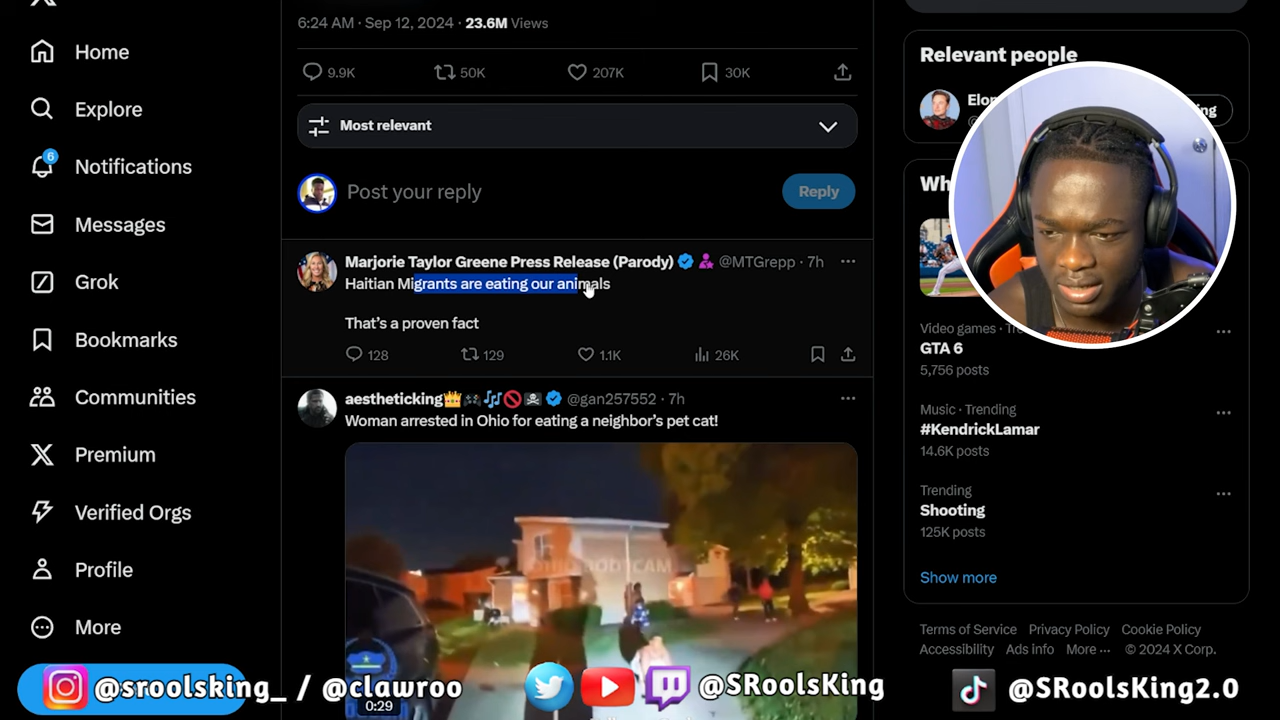 6:24 AM · Sep 12, 2024 · 23.6M Views
9.9K 50K 207K 30K
Most relevant
Post your reply
Reply
Marjorie Taylor Greene Press Release (Parody) @MTGrepp · 7h
Haitian Migrants are eating our animals
That's a proven fact
128 129 1.1K 26K
aestheticking @gan257552 · 7h
Woman arrested in Ohio for eating a neighbor's pet cat!
0:29
Home
Explore
6
Notifications
Messages
Grok
Bookmarks
Communities
Premium
Verified Orgs
Profile
More
Relevant people
GTA 6
5,756 posts
Music · Trending
#KendrickLamar
14.6K posts
Trending
Shooting
125K posts
Show more
Terms of Service Privacy Policy Cookie Policy
Accessibility Ads info More ··· © 2024 X Corp.
@sroolsking_ / @clawroo
@SRoolsKing
@SRoolsKing2.0